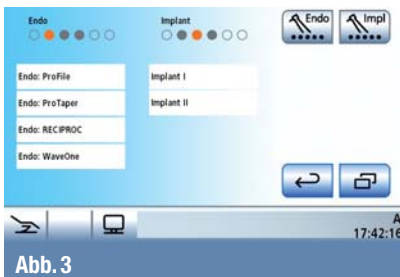 Endo
Implant
Endo
Impl
Endo: ProFile
Implant I
Endo: ProTaper
Implant II
Endo: RECIPROC
Endo: WaveOne
A
17:42:16
Abb. 3